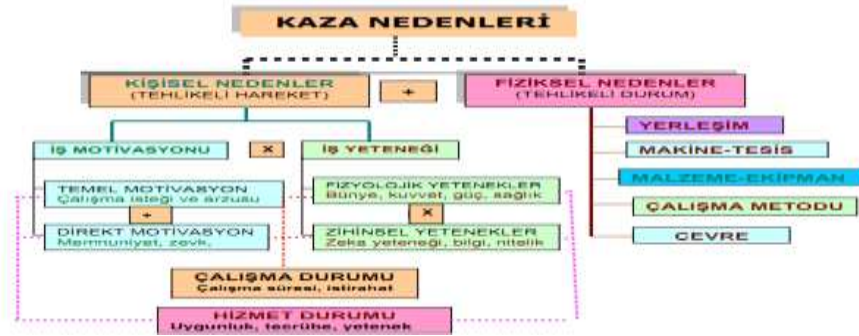 KAZA NEDENLERİ
KİŞİSEL NEDENLER
(TEHLİKELİ HAREKET)
+
FİZİKSEL NEDENLER
(TEHLİKELİ DURUM)
İŞ MOTİVASYONU
x
İŞ YETENEĞİ
TEMEL MOTİVASYON
Çalışma isteği ve arzusu
+
DİREKT MOTİVASYON
Memnuniyet, zevk,
FİZYOLOJİK YETENEKLER
Bünye, kuvvet, güç, sağlık
x
ZİHİNSEL YETENEKLER
Zeka yeteneği, bilgi, nitelik
YERLEŞİM
MAKİNE-TESİS
MALZEME-EKİPMAN
ÇALIŞMA METODU
ÇEVRE
ÇALIŞMA DURUMU
Çalışma süresi, istirahat
HİZMET DURUMU
Uygunluk, tecrübe, yetenek